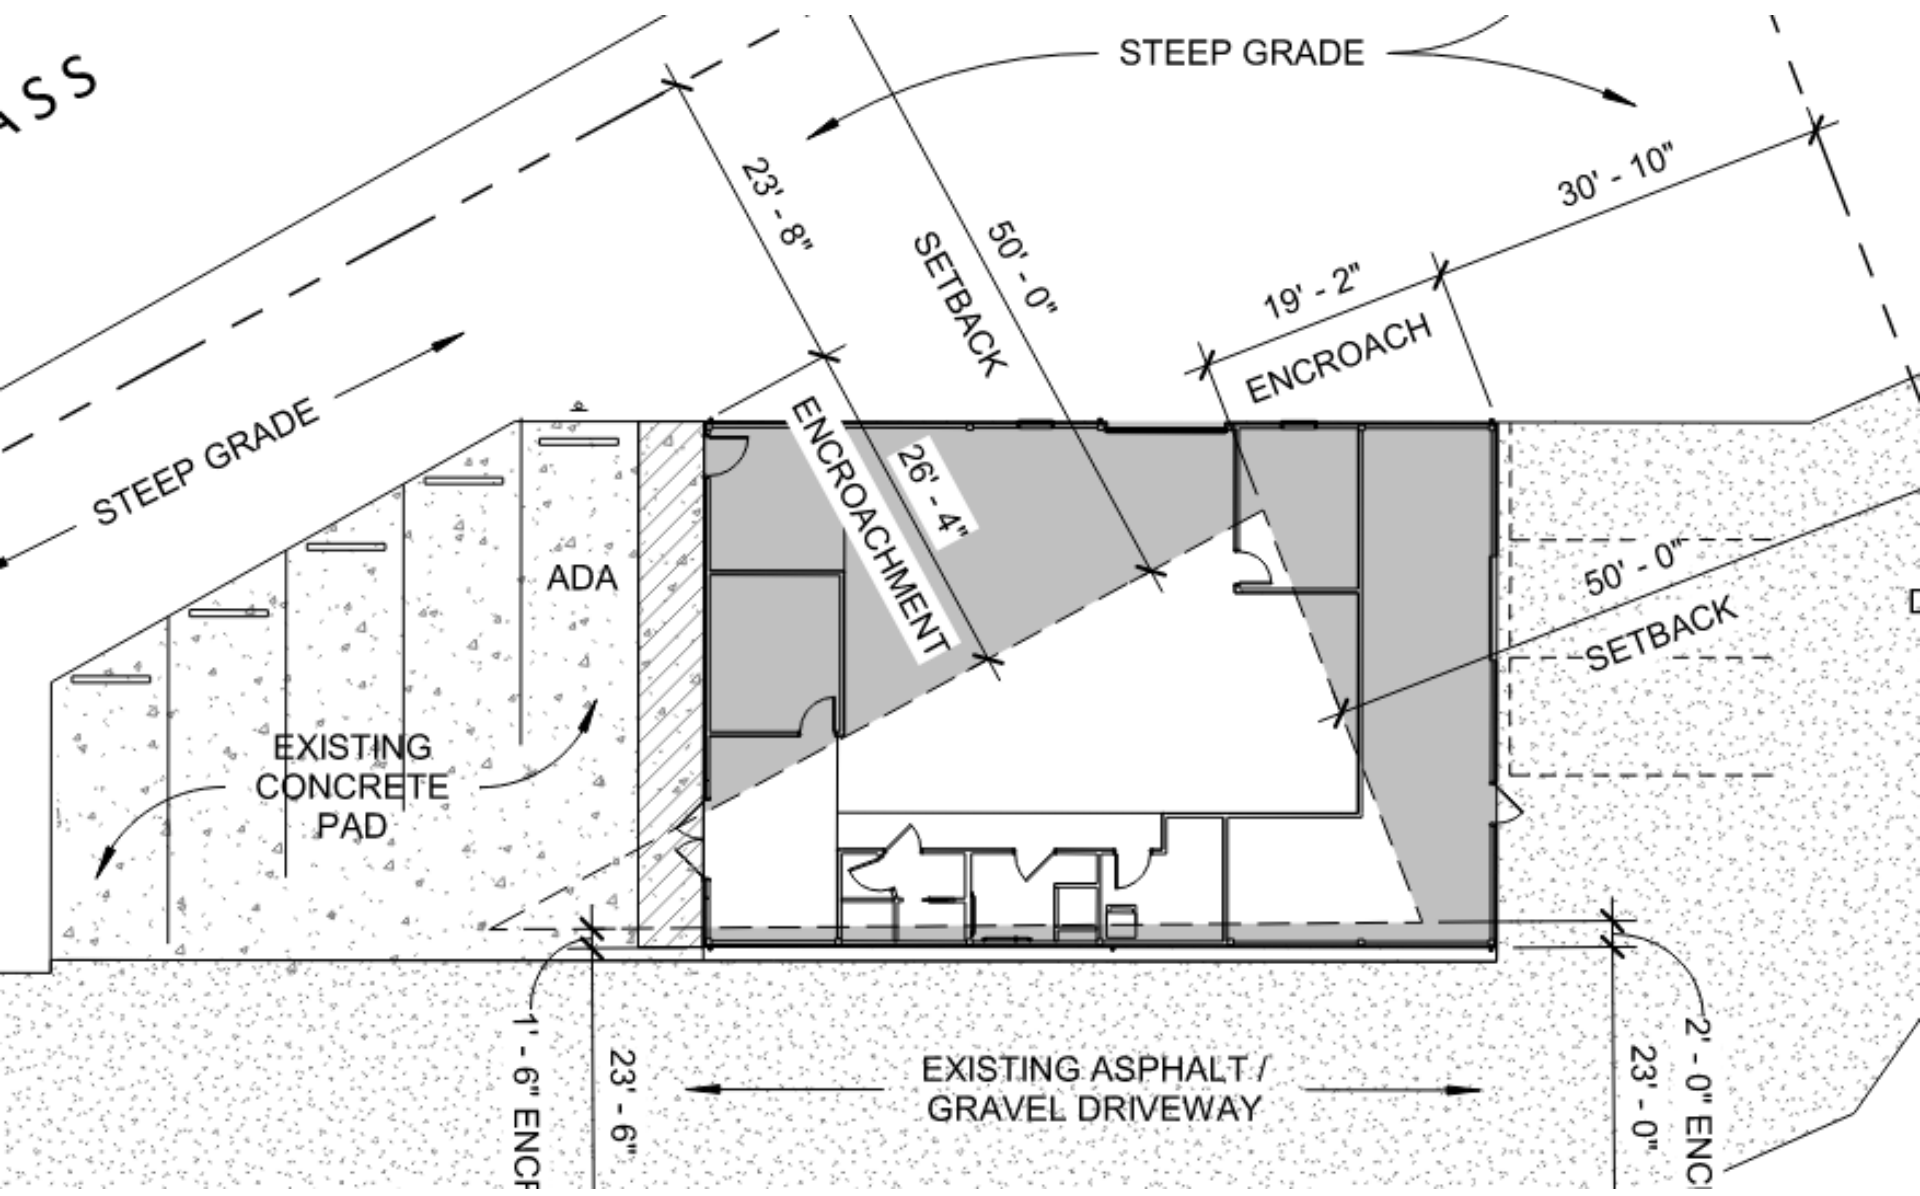 ASS
STEEP GRADE
30' - 10"
23' - 8"
SETBACK
50' - 0"
19' - 2"
ENCROACH
STEEP GRADE
ENCROACHMENT
26' - 4"
ADA
50' - 0"
SETBACK
EXISTING
CONCRETE
PAD
1' - 6" ENCR
23' - 6"
EXISTING ASPHALT /
GRAVEL DRIVEWAY
23' - 0"
2' - 0" ENC